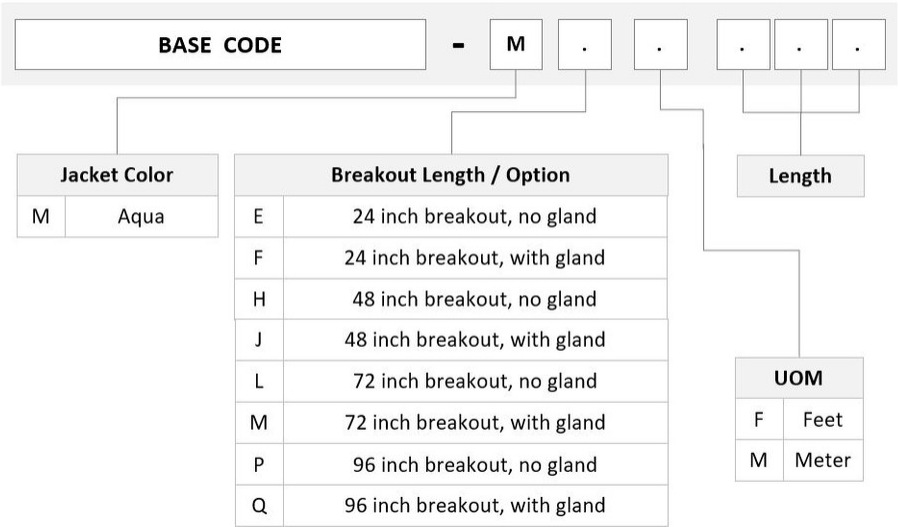 BASE CODE - M . . . . .
Jacket Color
M Aqua
Breakout Length / Option
E 24 inch breakout, no gland
F 24 inch breakout, with gland
H 48 inch breakout, no gland
J 48 inch breakout, with gland
L 72 inch breakout, no gland
M 72 inch breakout, with gland
P 96 inch breakout, no gland
Q 96 inch breakout, with gland
Length
UOM
F Feet
M Meter